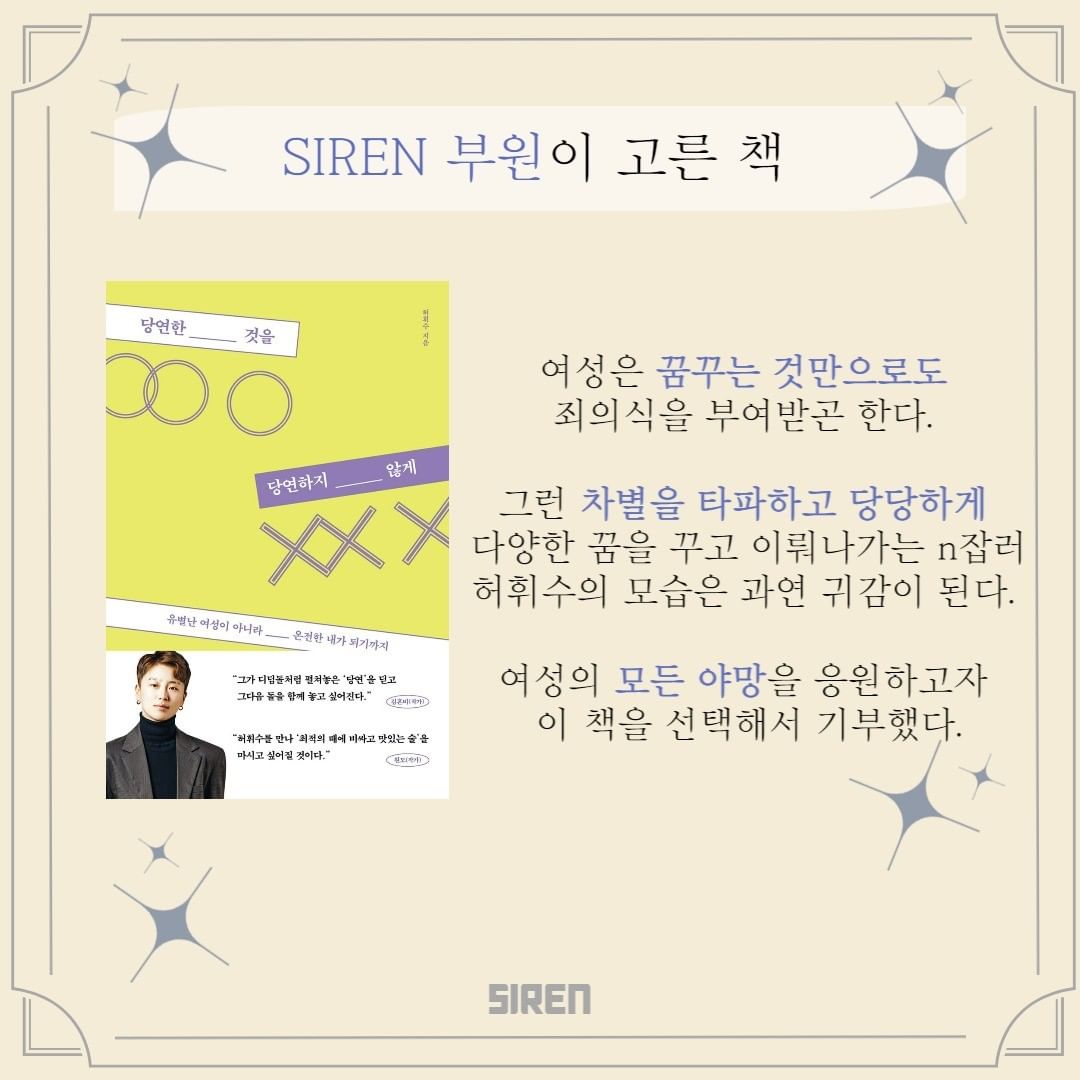 SIREN 부원이 고른 책
당연한 ____ 것을
허휘수 지음
당연하지 ____ 않게
유별난 여성이 아니라 ____ 온전한 내가 되기까지
“그가 디딤돌처럼 펼쳐놓은 ‘당연’을 딛고
그다음 돌을 함께 놓고 싶어진다.”
김혼비(작가)
“허휘수를 만나 ‘최적의 때에 비싸고 맛있는 술’을
마시고 싶어질 것이다.”
원도(작가)
여성은 꿈꾸는 것만으로도
죄의식을 부여받곤 한다.
그런 차별을 타파하고 당당하게
다양한 꿈을 꾸고 이뤄나가는 n잡러
허휘수의 모습은 과연 귀감이 된다.
여성의 모든 야망을 응원하고자
이 책을 선택해서 기부했다.
SIREN